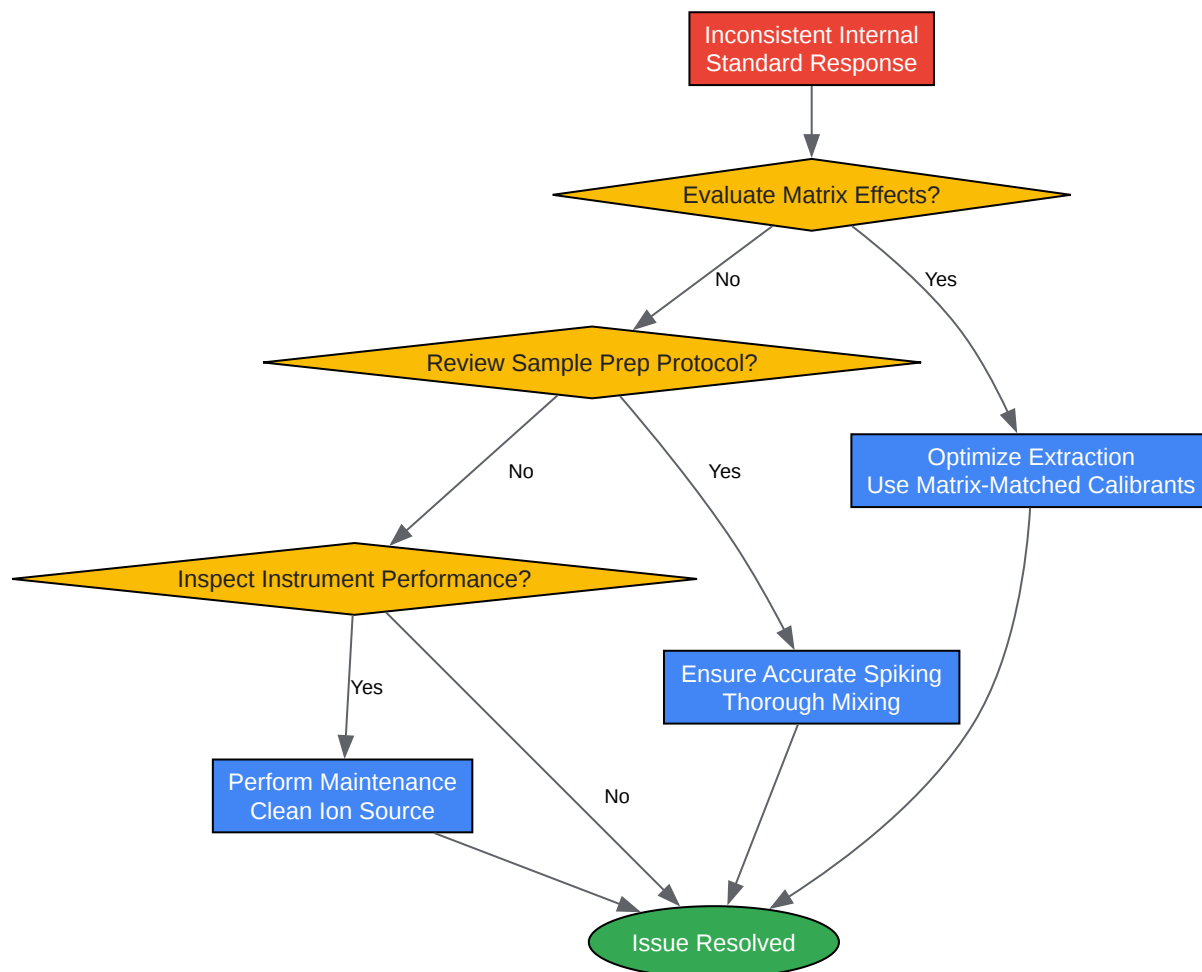 Inconsistent Internal
Standard Response
Evaluate Matrix Effects?
No
Yes
Review Sample Prep Protocol?
No
Yes
Optimize Extraction
Use Matrix-Matched Calibrants
Inspect Instrument Performance?
Yes
No
Ensure Accurate Spiking
Thorough Mixing
Perform Maintenance
Clean Ion Source
Issue Resolved